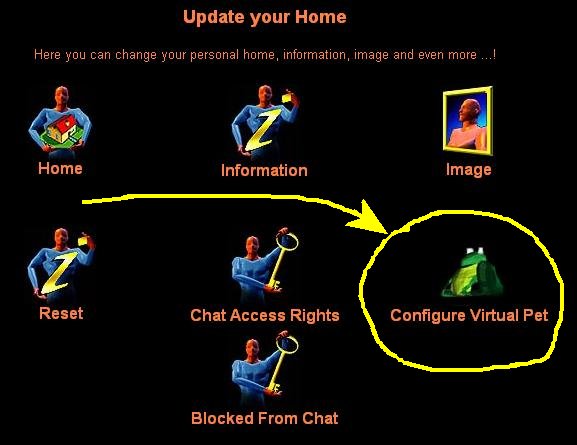 Update your Home
Here you can change your personal home, information, image and even more ...!
Home
Information
Image
Reset
Chat Access Rights
Configure Virtual Pet
Blocked From Chat